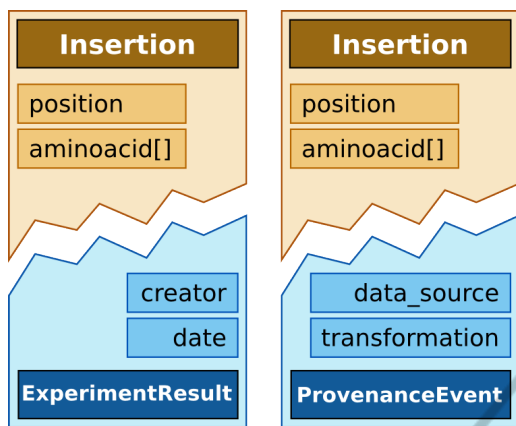 Insertion
position
aminoacid[]
creator
date
ExperimentResult
Insertion
position
aminoacid[]
data_source
transformation
ProvenanceEvent